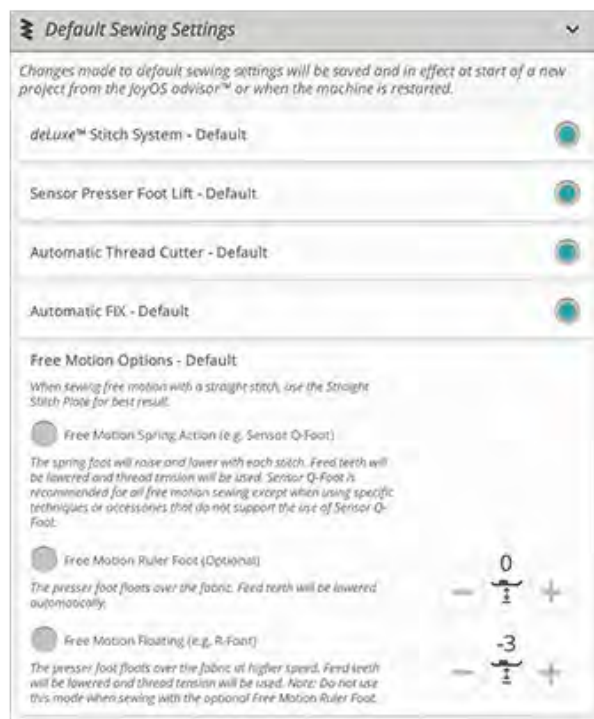 Default Sewing Settings
Changes made to default sewing settings will be saved and in effect at start of a new
project from the JoyOS advisor™ or when the machine is restarted.
deLuxe™ Stitch System - Default
Sensor Presser Foot Lift - Default
Automatic Thread Cutter - Default
Automatic FIX - Default
Free Motion Options - Default
When sewing free motion with a straight stitch, use the Straight
Stitch Plate for best result.
Free Motion Spring Action (e.g. Sensor Q-Foot)
The spring foot will raise and lower with each stitch. Feed teeth will
be lowered and thread tension will be used. Sensor Q-Foot is
recommended for all free motion sewing except when using specific
techniques or accessories that do not support the use of Sensor Q-
Foot.
Free Motion Ruler Foot (Optional)
0
The presser foot floats over the fabric. Feed teeth will be lowered
automatically.
Free Motion Floating (e.g. R-Foot)
-3
The presser foot floats over the fabric at higher speed. Feed teeth
will be lowered and thread tension will be used. Note: Do not use
this mode when sewing with the optional Free Motion Ruler Foot.